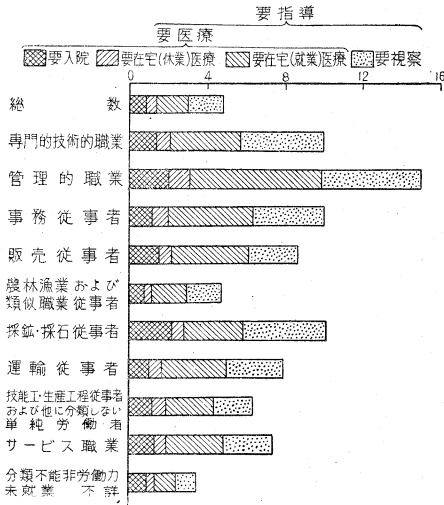 要指導
要医療
要入院 要在宅(休業)医療 要在宅(就業)医療 要視察
0 4 8 12 16
総数
専門的技術的職業
管理的職業
事務従事者
販売従事者
農林漁業および
類似職業従事者
採鉱・採石従事者
運輸従事者
技能工・生産工程従事者
および他に分類しない
単純労働者
サービス職業
分類不能非労働力
未就業 不詳